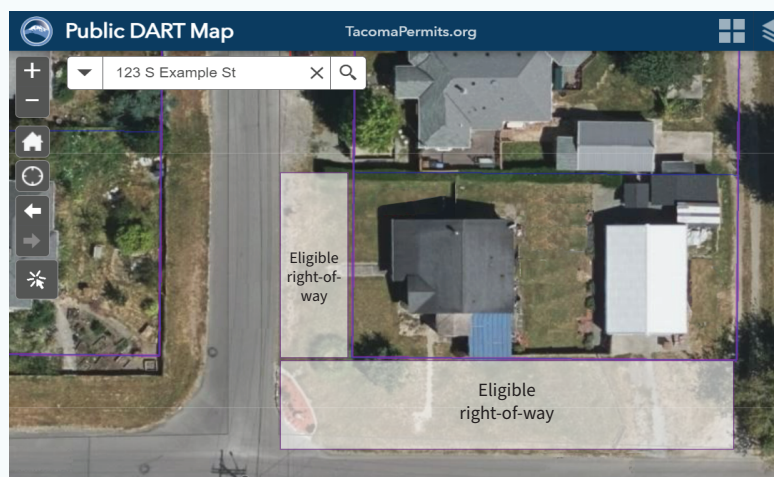 Public DART Map
TacomaPermits.org
+
123 S Example St
−
Eligible
right-of-
way
Eligible
right-of-way